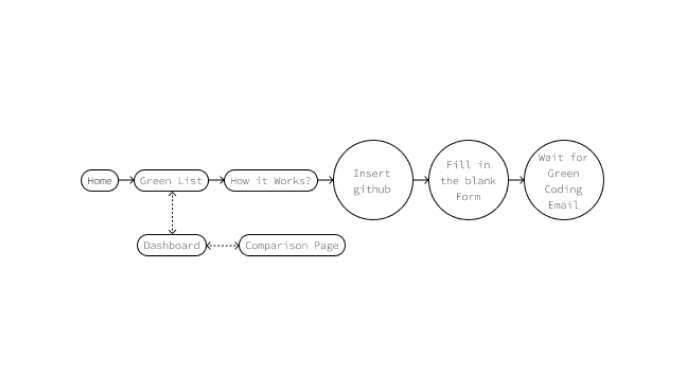 Home
Green List
How it Works?
Insert
github
Fill in
the blank
Form
Wait for
Green
Coding
Email
Dashboard
Comparison Page